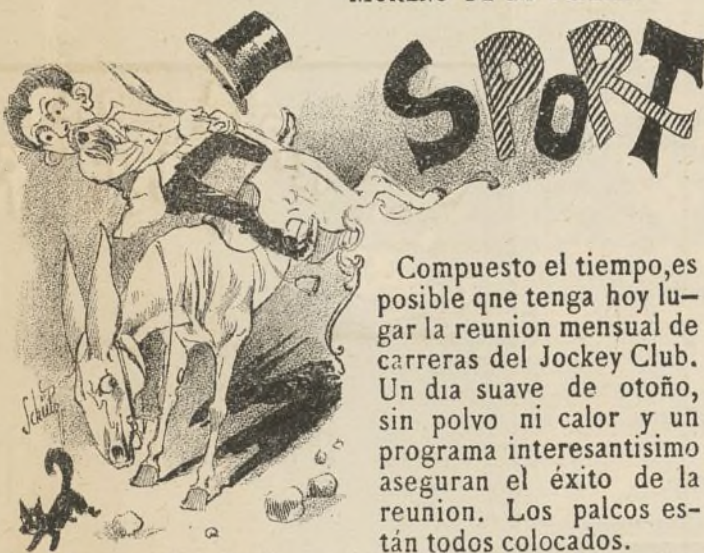 SPORT
Schütz
Compuesto el tiempo,es
posible qne tenga hoy lu-
gar la reunion mensual de
carreras del Jockey Club.
Un dia suave de otoño,
sin polvo ni calor y un
programa interesantisimo
aseguran el éxito de la
reunion. Los palcos es-
tán todos colocados.